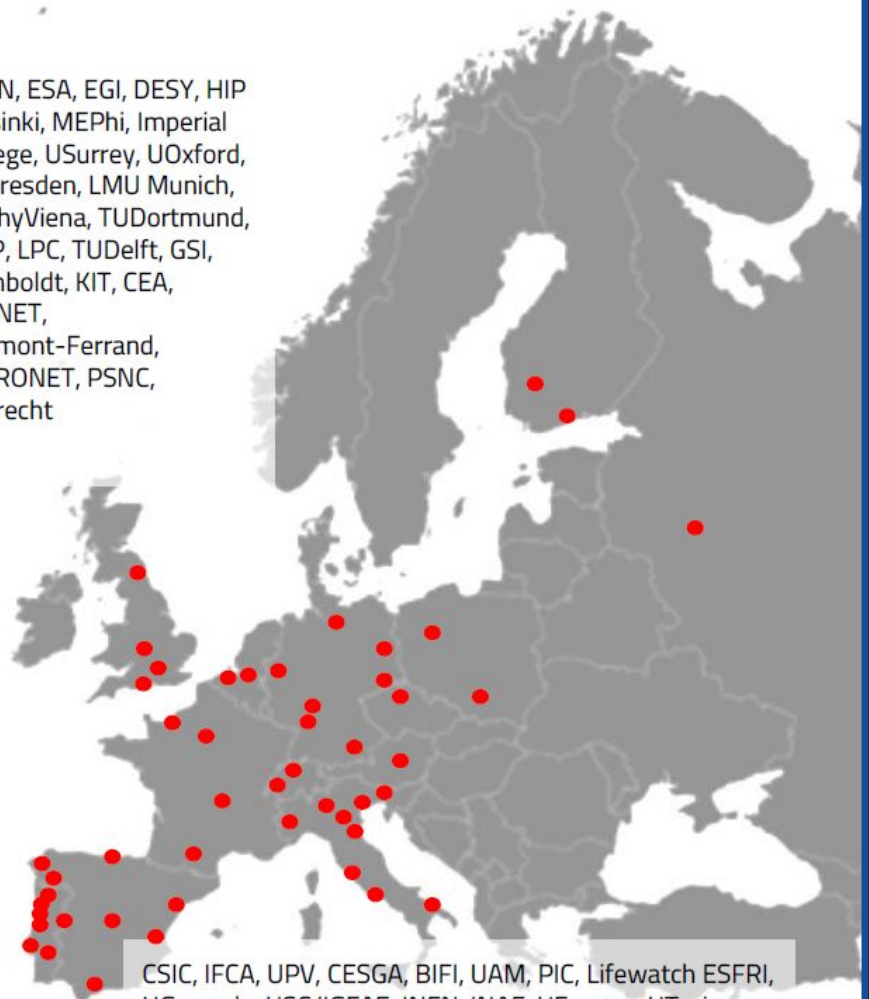 N, ESA, EGI, DESY, HIP
inki, MEPhi, Imperial
ege, USurrey, UOxford,
resden, LMU Munich,
hyViena, TUDortmund,
P, LPC, TUDelft, GSI,
nboldt, KIT, CEA,
NET,
mont-Ferrand,
RONET, PSNC,
recht
CSIC, IFCA, UPV, CESGA, BIFI, UAM, PIC, Lifewatch ESFRI,